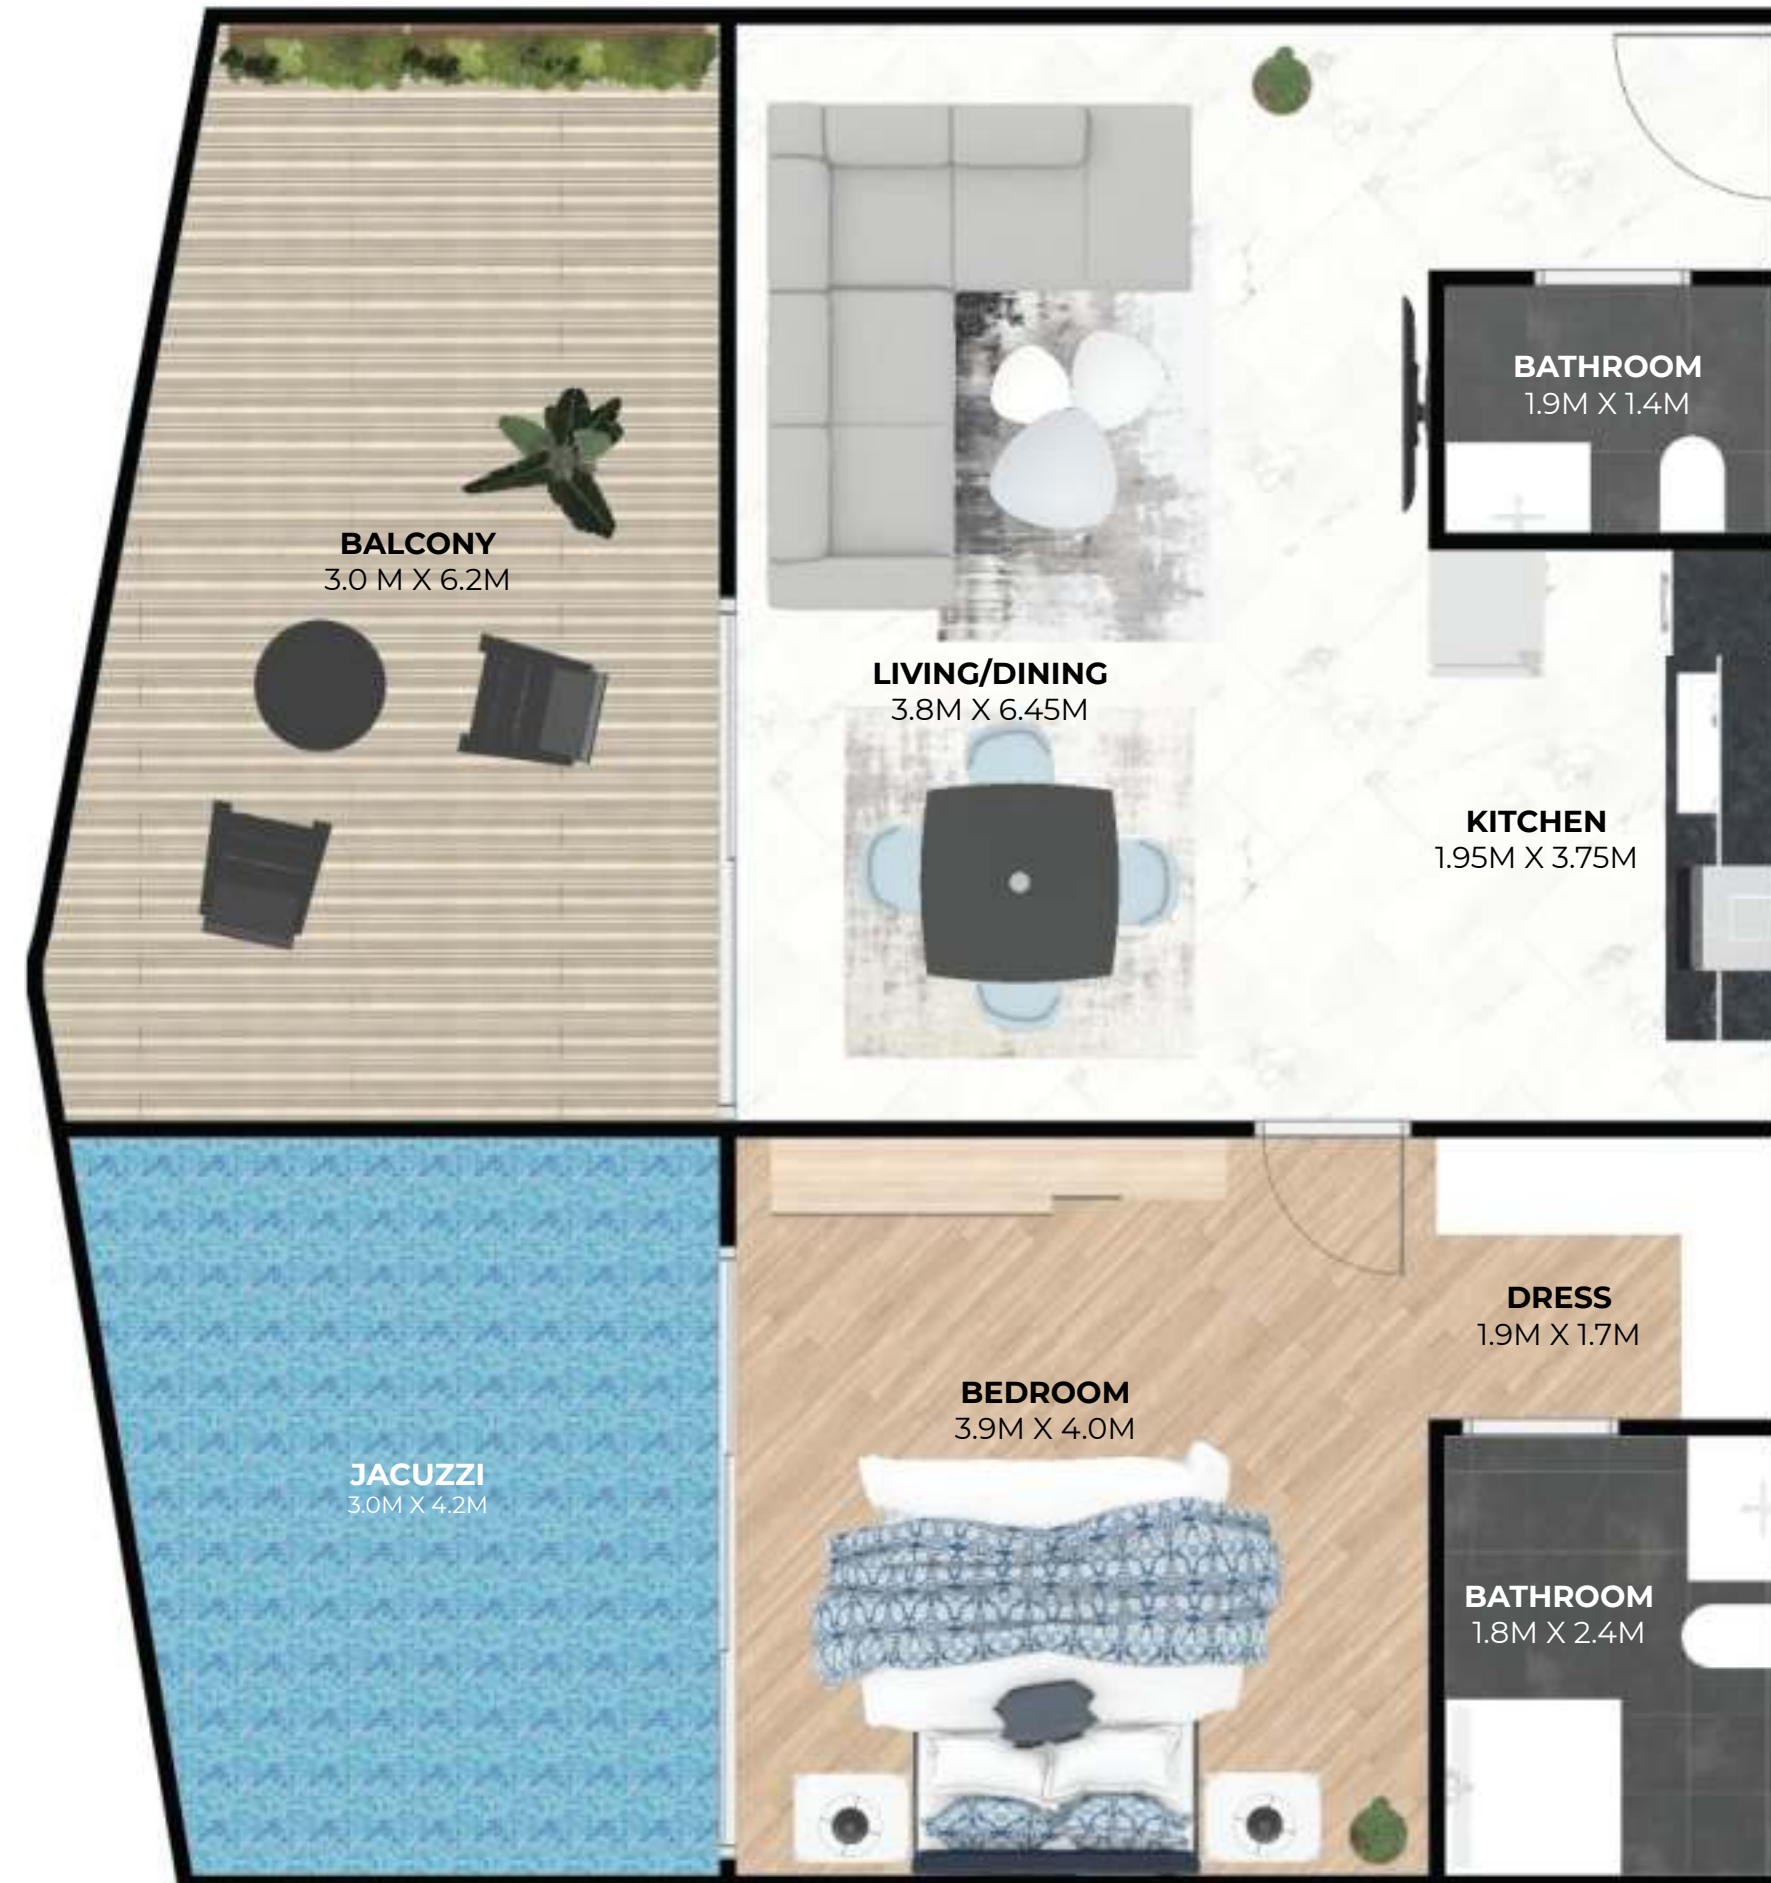 BATHROOM
1.9M X 1.4M
BALCONY
3.0 M X 6.2M
LIVING/DINING
3.8M X 6.45M
KITCHEN
1.95M X 3.75M
DRESS
1.9M X 1.7M
BEDROOM
3.9M X 4.0M
JACUZZI
3.0M X 4.2M
BATHROOM
1.8M X 2.4M